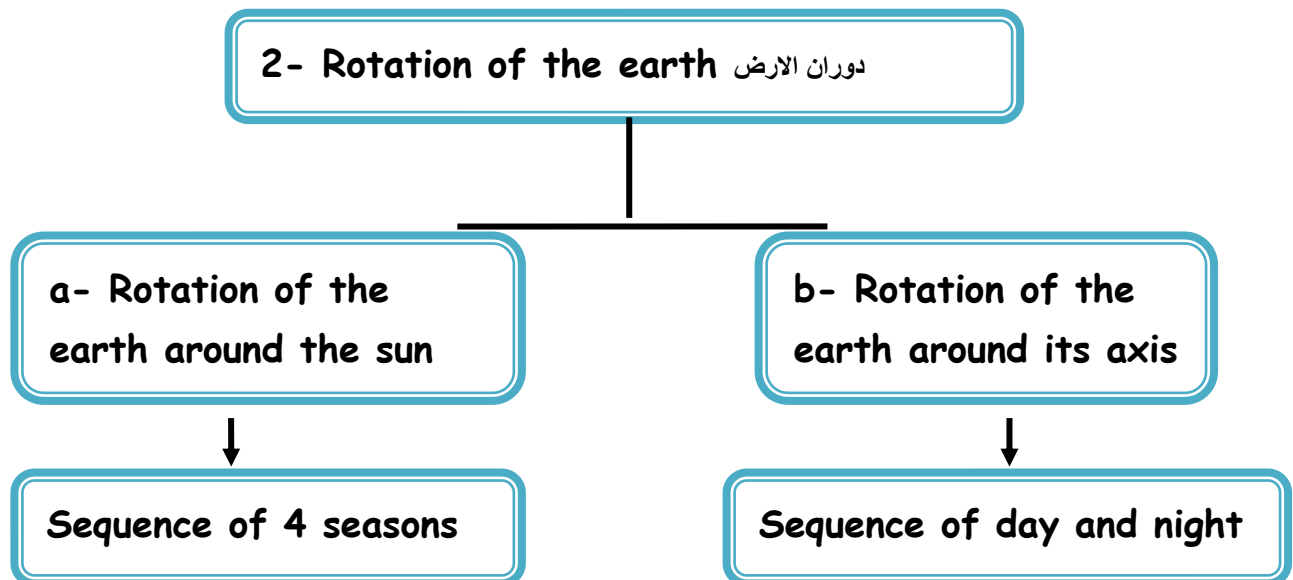 2- Rotation of the earth دوران الارض
a- Rotation of the
earth around the sun
b- Rotation of the
earth around its axis
Sequence of 4 seasons
Sequence of day and night